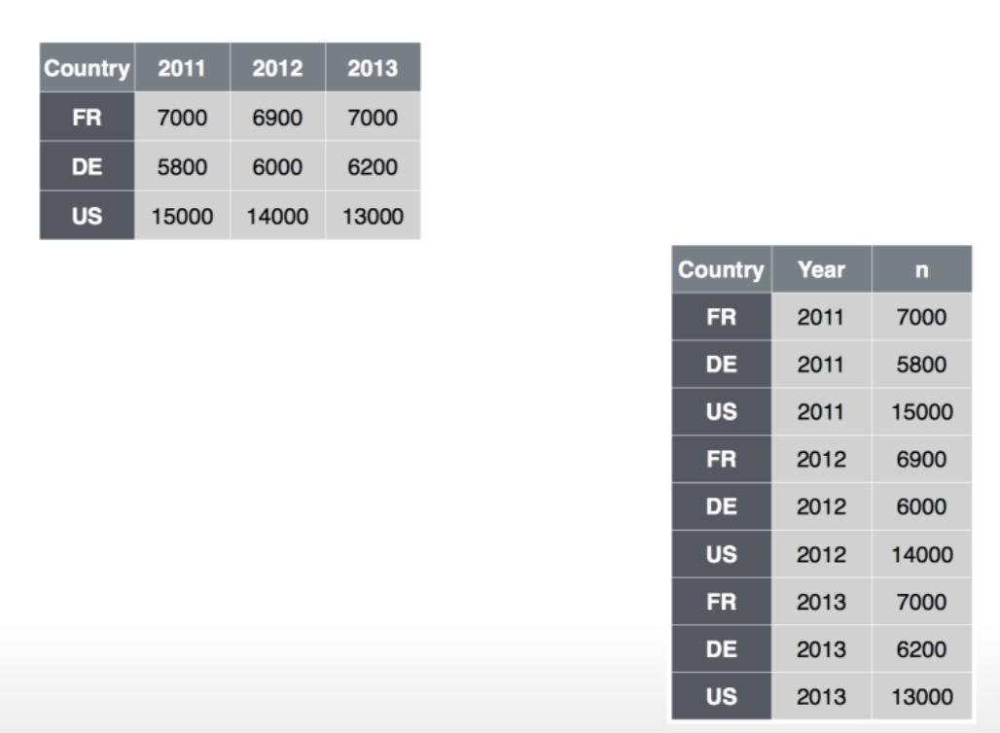 Country 2011 2012 2013
FR 7000 6900 7000
DE 5800 6000 6200
US 15000 14000 13000
Country Year n
FR 2011 7000
DE 2011 5800
US 2011 15000
FR 2012 6900
DE 2012 6000
US 2012 14000
FR 2013 7000
DE 2013 6200
US 2013 13000